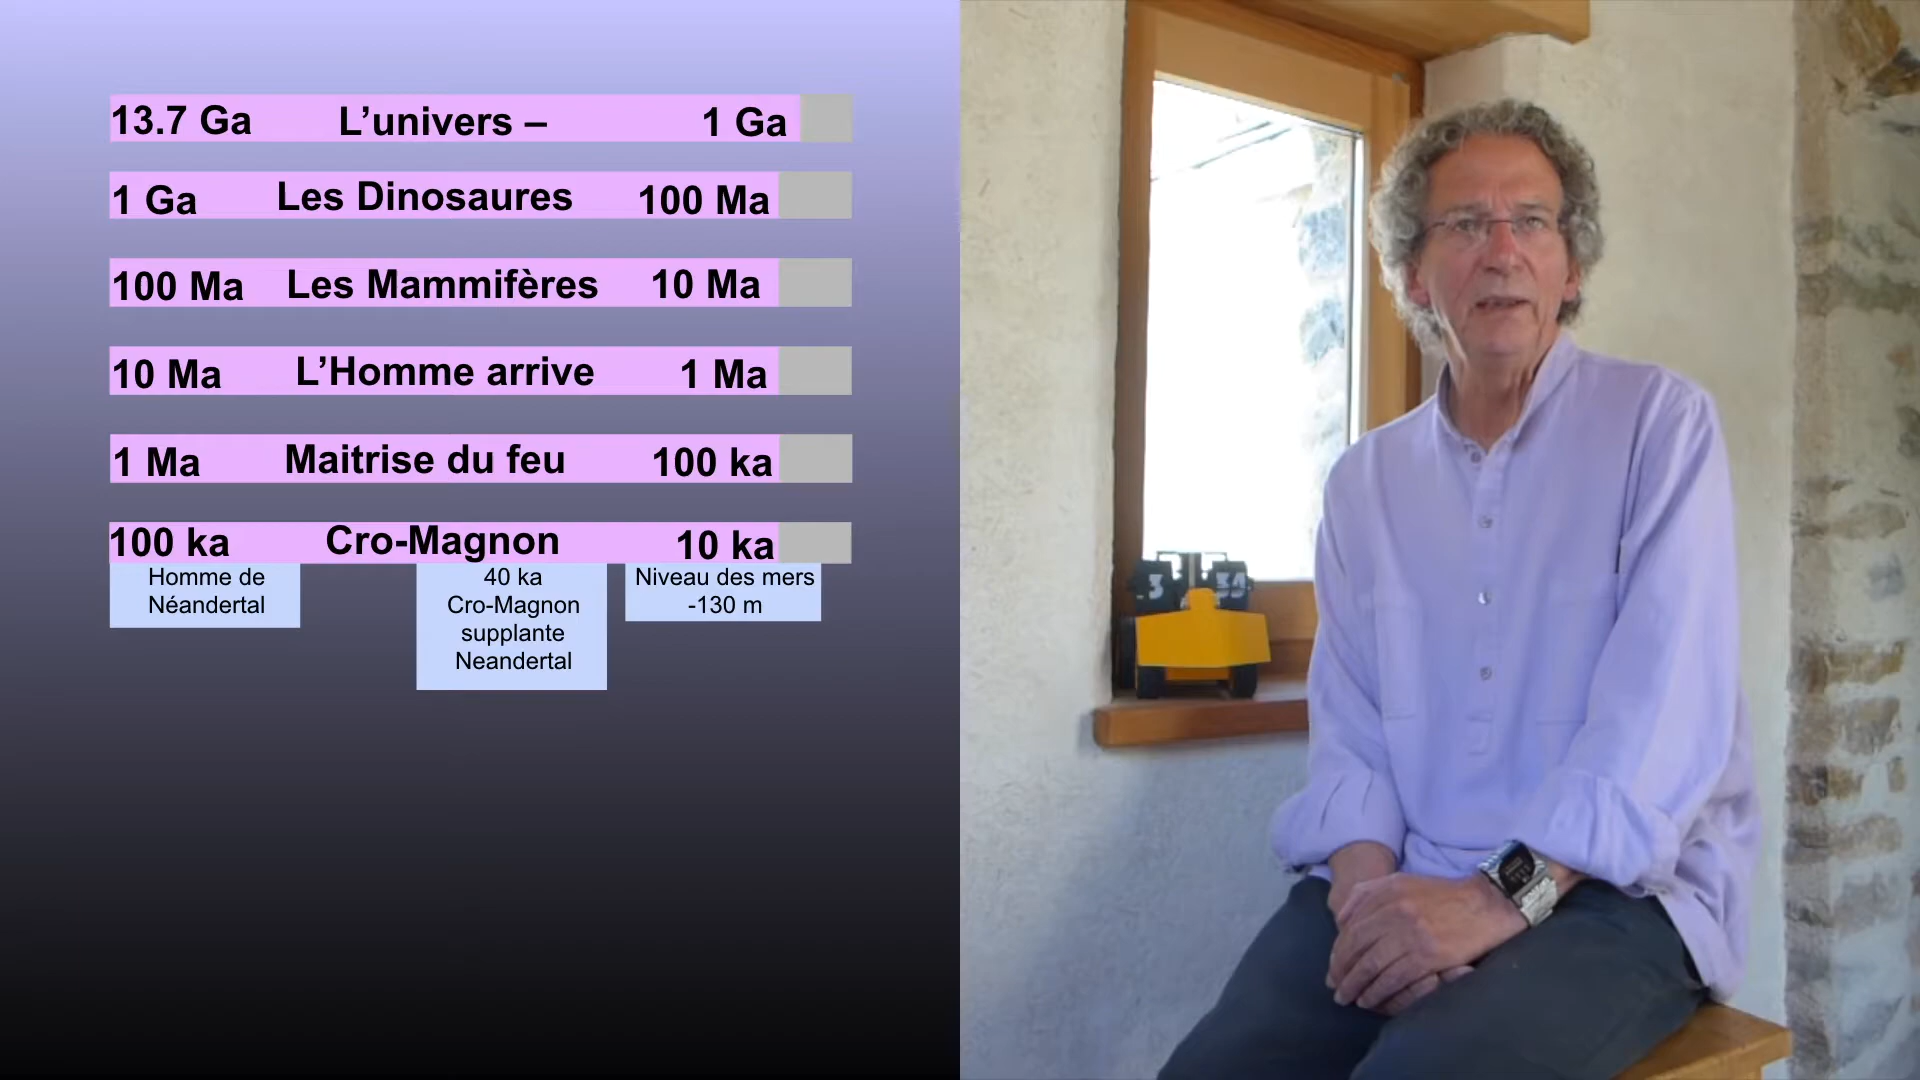 13.7 Ga L’univers – 1 Ga
1 Ga Les Dinosaures 100 Ma
100 Ma Les Mammifères 10 Ma
10 Ma L’Homme arrive 1 Ma
1 Ma Maitrise du feu 100 ka
100 ka Cro-Magnon 10 ka
Homme de
Néandertal
40 ka
Cro-Magnon
supplante
Neandertal
Niveau des mers
-130 m